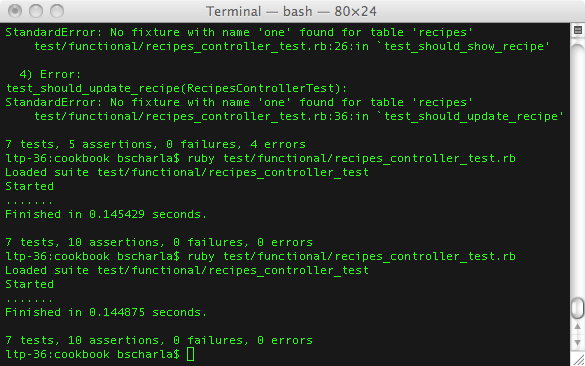 Terminal — bash — 80×24
StandardError: No fixture with name 'one' found for table 'recipes'
test/functional/recipes_controller_test.rb:26:in `test_should_show_recipe'
4) Error:
test_should_update_recipe(RecipesControllerTest):
StandardError: No fixture with name 'one' found for table 'recipes'
test/functional/recipes_controller_test.rb:36:in `test_should_update_recipe'
7 tests, 5 assertions, 0 failures, 4 errors
ltp-36:cookbook bscharla$ ruby test/functional/recipes_controller_test.rb
Loaded suite test/functional/recipes_controller_test
Started
.......
Finished in 0.145429 seconds.
7 tests, 10 assertions, 0 failures, 0 errors
ltp-36:cookbook bscharla$ ruby test/functional/recipes_controller_test.rb
Loaded suite test/functional/recipes_controller_test
Started
.......
Finished in 0.144875 seconds.
7 tests, 10 assertions, 0 failures, 0 errors
ltp-36:cookbook bscharla$